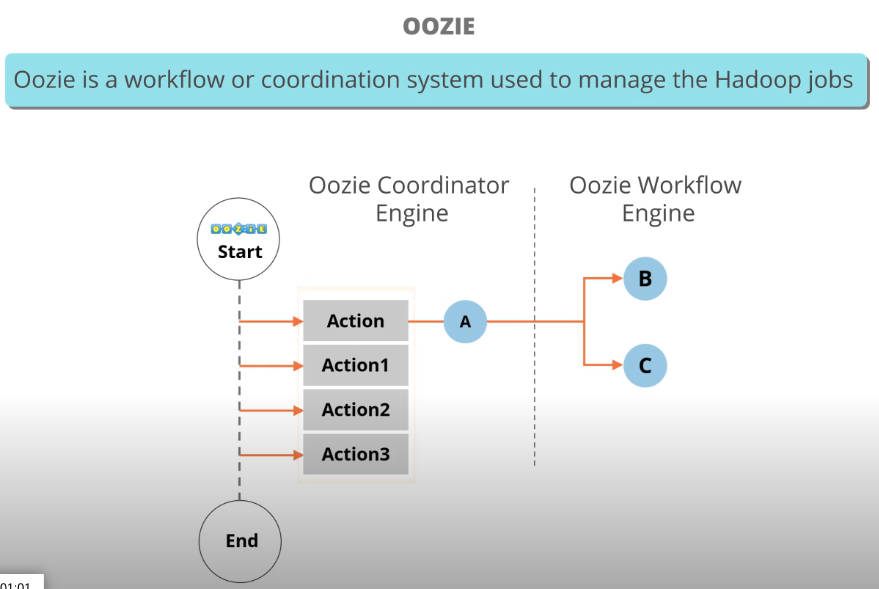 OOZIE
Oozie is a workflow or coordination system used to manage the Hadoop jobs
Oozie Coordinator
Engine
Oozie Workflow
Engine
OOZIE
Start
B
Action
A
Action1
C
Action2
Action3
End
01:01